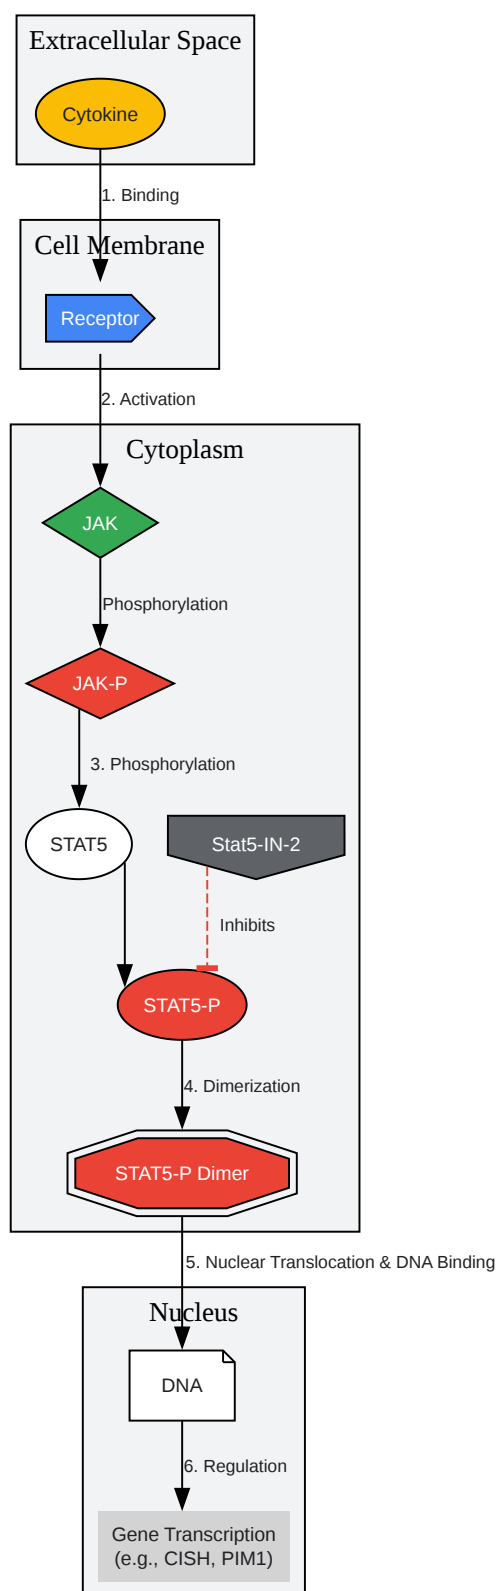 Extracellular Space
Cytokine
1. Binding
Cell Membrane
Receptor
2. Activation
Cytoplasm
JAK
Phosphorylation
JAK-P
3. Phosphorylation
STAT5
Stat5-IN-2
Inhibits
STAT5-P
4. Dimerization
STAT5-P Dimer
5. Nuclear Translocation & DNA Binding
Nucleus
DNA
6. Regulation
Gene Transcription
(e.g., CISH, PIM1)